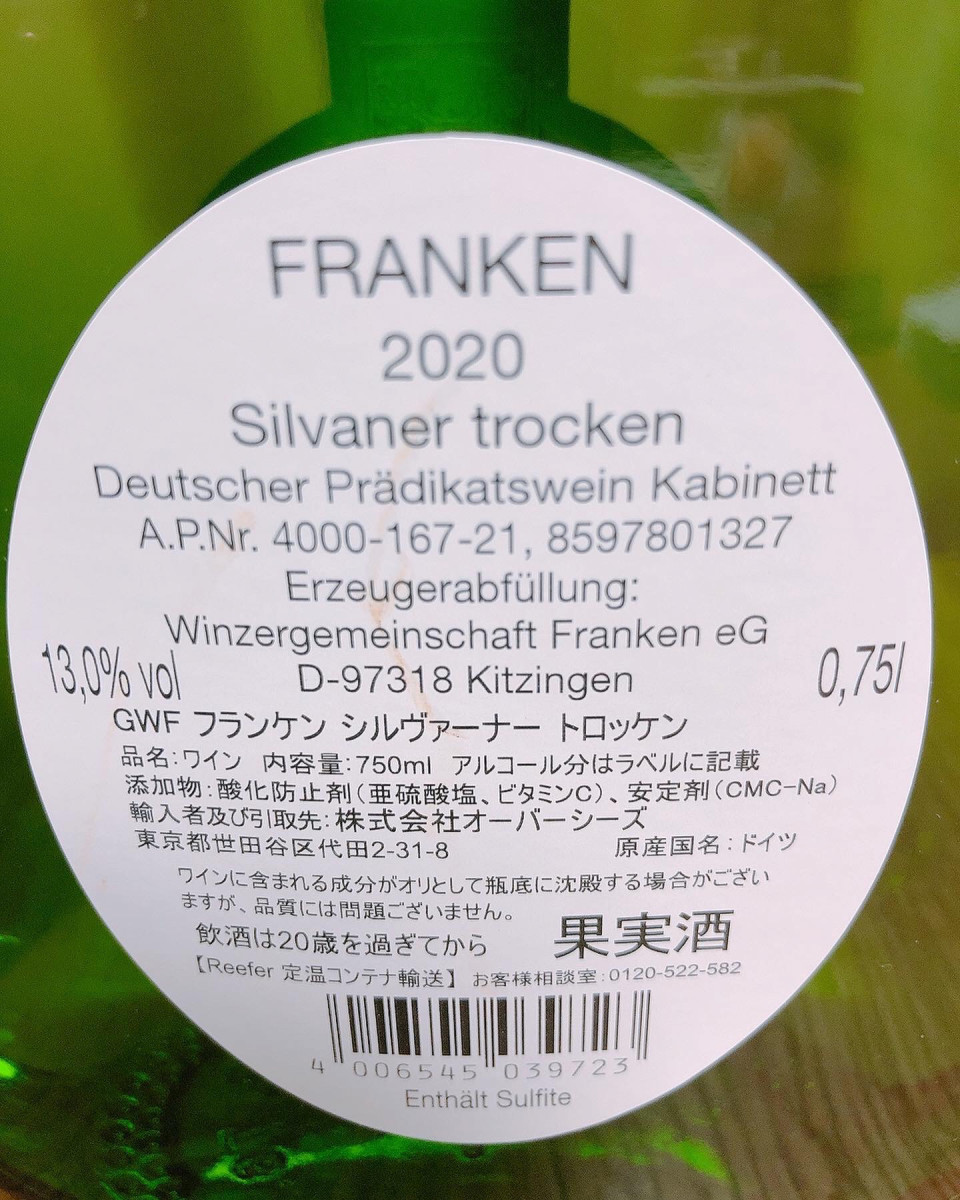 FRANKEN
2020
Silvaner trocken
Deutscher Prädikatswein Kabinett
A.P.Nr. 4000-167-21, 8597801327
Erzeugerabfüllung:
Winzergemeinschaft Franken eG
13,0% vol D-97318 Kitzingen 0,75l
GWF フランケン シルヴァーナー トロッケン
品名:ワイン 内容量:750ml アルコール分はラベルに記載
添加物:酸化防止剤(亜硫酸塩、ビタミンC)、安定剤(CMC-Na)
輸入者及び引取先:株式会社オーバーシーズ
東京都世田谷区代田2-31-8 原産国名:ドイツ
ワインに含まれる成分がオリとして瓶底に沈殿する場合がござい
ますが、品質には問題ございません。
飲酒は20歳を過ぎてから 果実酒
【Reefer 定温コンテナ輸送】 お客様相談室:0120-522-582
4 006545 039723
Enthält Sulfite